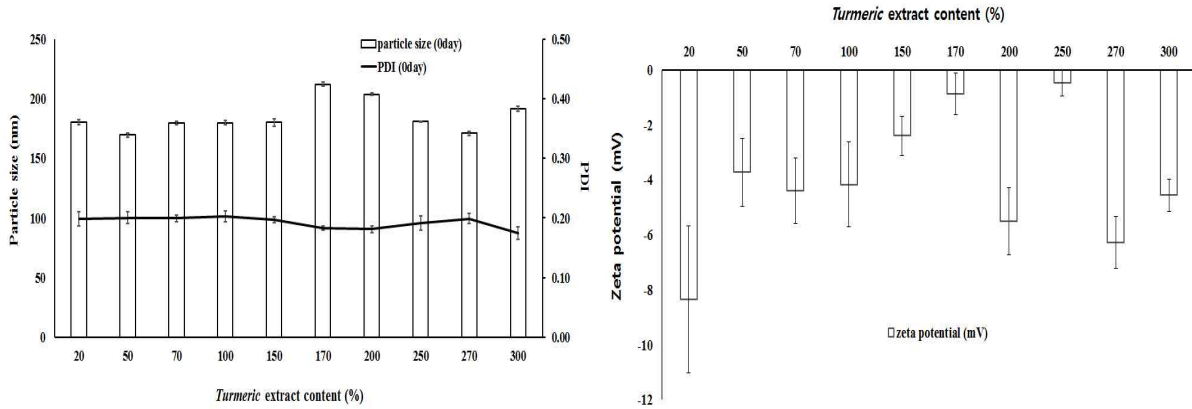 250
200
150
100
50
0
Particle size (nm)
particle size (0day)
PDI (0day)
0.50
0.40
0.30
0.20
0.10
0.00
PDI
20 50 70 100 150 170 200 250 270 300
Turmeric extract content (%)
Turmeric extract content (%)
20 50 70 100 150 170 200 250 270 300
0
-2
-4
-6
-8
-10
-12
Zeta potential (mV)
zeta potential (mV)